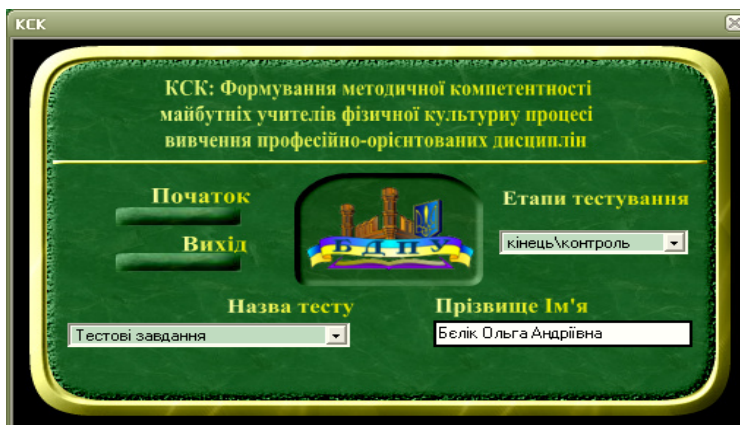 КСК
КСК: Формування методичної компетентності
майбутніх учителів фізичної культуриу процесі
вивчення професійно-орієнтованих дисциплін
Початок
Вихід
БДПУ
Етапи тестування
кінець\контроль
Назва тесту
Тестові завдання
Прізвище Ім'я
Бєлік Ольга Андріївна